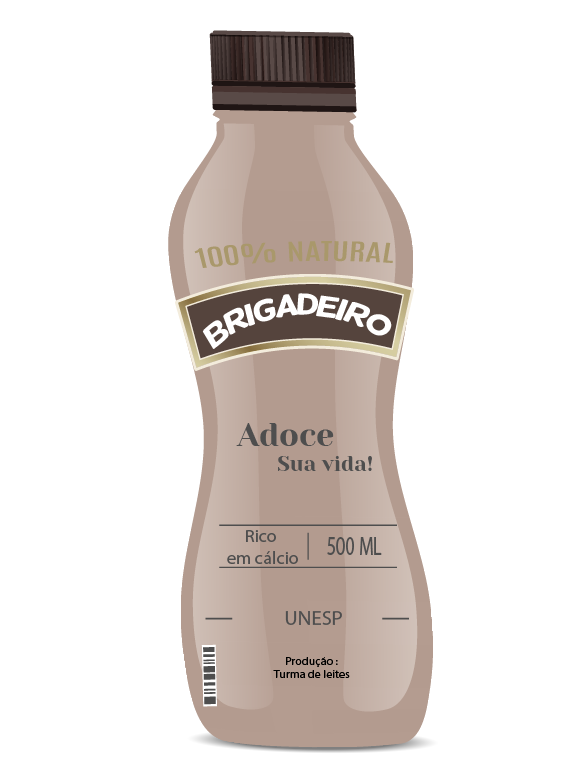 100% NATURAL
BRIGADEIRO
Adoce
Sua vida!
Rico
em cálcio
500 ML
UNESP
Produção :
Turma de leites